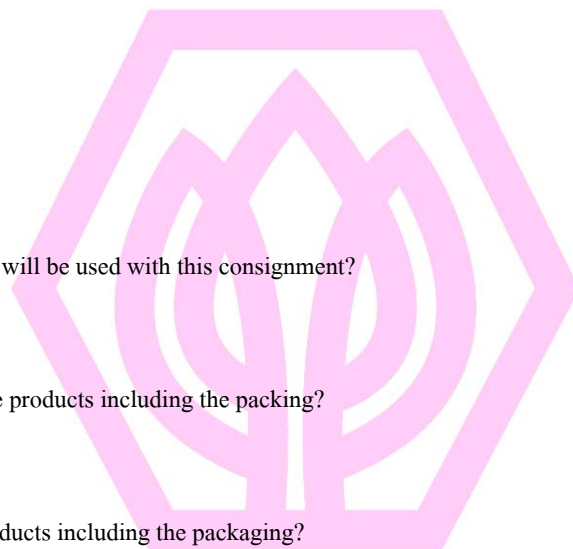 will be used with this consignment?
products including the packing?
ducts including the packaging?